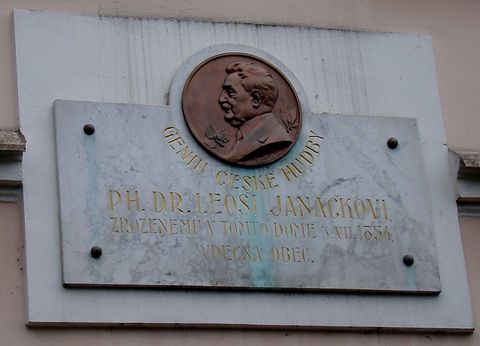 GENIU ČESKÉ HUDBY
PH. DR. LEOŠI JANÁČKOVI,
ZROZENÉMU V TOMTO DOMĚ 3. VII. 1854.
VDĚČNÁ OBEC.